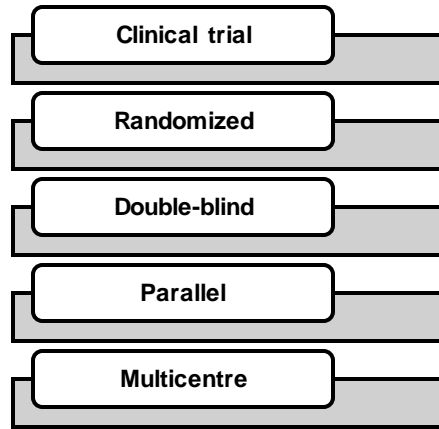 Clinical trial
Randomized
Double-blind
Parallel
Multicentre